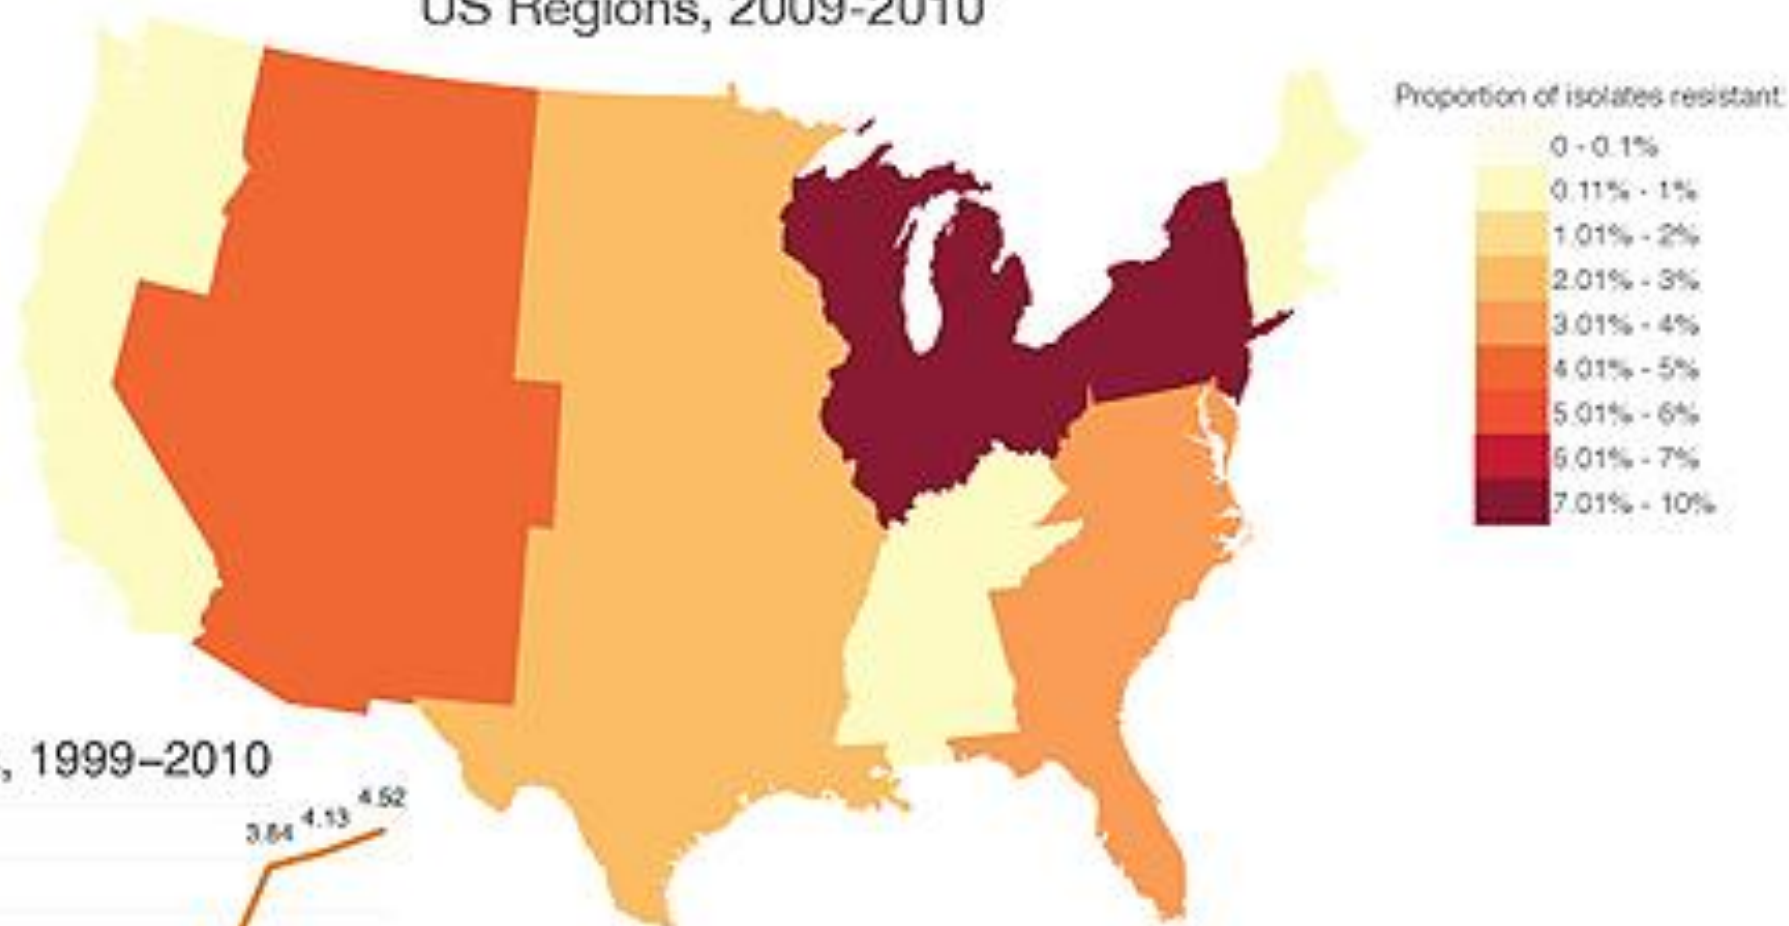 US Regions, 2009-2010
Proportion of isolates resistant
0 - 0.1%
0.11% - 1%
1.01% - 2%
2.01% - 3%
3.01% - 4%
4.01% - 5%
5.01% - 6%
6.01% - 7%
7.01% - 10%
, 1999–2010
3.84 4.13 4.52